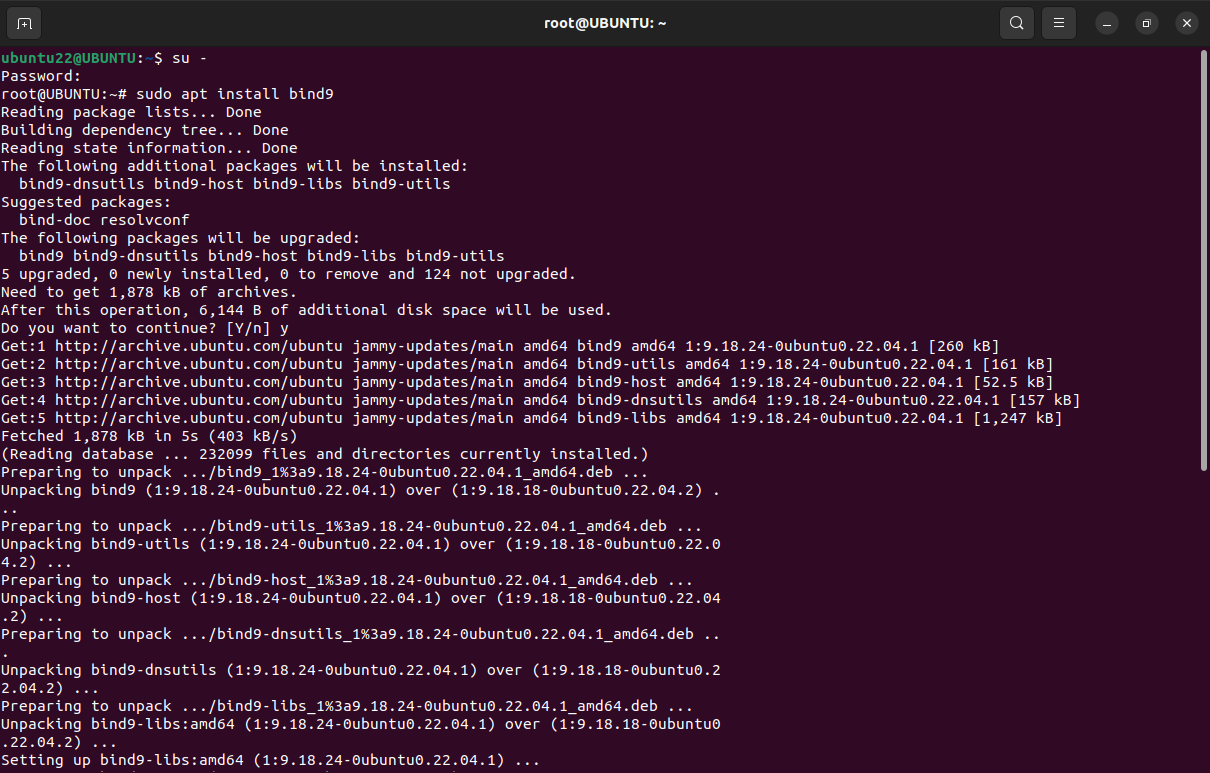 root@UBUNTU: ~
ubuntu22@UBUNTU:~$ su -
Password:
root@UBUNTU:~# sudo apt install bind9
Reading package lists... Done
Building dependency tree... Done
Reading state information... Done
The following additional packages will be installed:
  bind9-dnsutils bind9-host bind9-libs bind9-utils
Suggested packages:
  bind-doc resolvconf
The following packages will be upgraded:
  bind9 bind9-dnsutils bind9-host bind9-libs bind9-utils
5 upgraded, 0 newly installed, 0 to remove and 124 not upgraded.
Need to get 1,878 kB of archives.
After this operation, 6,144 B of additional disk space will be used.
Do you want to continue? [Y/n] y
Get:1 http://archive.ubuntu.com/ubuntu jammy-updates/main amd64 bind9 amd64 1:9.18.24-0ubuntu0.22.04.1 [260 kB]
Get:2 http://archive.ubuntu.com/ubuntu jammy-updates/main amd64 bind9-utils amd64 1:9.18.24-0ubuntu0.22.04.1 [161 kB]
Get:3 http://archive.ubuntu.com/ubuntu jammy-updates/main amd64 bind9-host amd64 1:9.18.24-0ubuntu0.22.04.1 [52.5 kB]
Get:4 http://archive.ubuntu.com/ubuntu jammy-updates/main amd64 bind9-dnsutils amd64 1:9.18.24-0ubuntu0.22.04.1 [157 kB]
Get:5 http://archive.ubuntu.com/ubuntu jammy-updates/main amd64 bind9-libs amd64 1:9.18.24-0ubuntu0.22.04.1 [1,247 kB]
Fetched 1,878 kB in 5s (403 kB/s)
(Reading database ... 232099 files and directories currently installed.)
Preparing to unpack .../bind9_1%3a9.18.24-0ubuntu0.22.04.1_amd64.deb ...
Unpacking bind9 (1:9.18.24-0ubuntu0.22.04.1) over (1:9.18.18-0ubuntu0.22.04.2) .
..
Preparing to unpack .../bind9-utils_1%3a9.18.24-0ubuntu0.22.04.1_amd64.deb ...
Unpacking bind9-utils (1:9.18.24-0ubuntu0.22.04.1) over (1:9.18.18-0ubuntu0.22.0
4.2) ...
Preparing to unpack .../bind9-host_1%3a9.18.24-0ubuntu0.22.04.1_amd64.deb ...
Unpacking bind9-host (1:9.18.24-0ubuntu0.22.04.1) over (1:9.18.18-0ubuntu0.22.04
.2) ...
Preparing to unpack .../bind9-dnsutils_1%3a9.18.24-0ubuntu0.22.04.1_amd64.deb ..
.
Unpacking bind9-dnsutils (1:9.18.24-0ubuntu0.22.04.1) over (1:9.18.18-0ubuntu0.2
2.04.2) ...
Preparing to unpack .../bind9-libs_1%3a9.18.24-0ubuntu0.22.04.1_amd64.deb ...
Unpacking bind9-libs:amd64 (1:9.18.24-0ubuntu0.22.04.1) over (1:9.18.18-0ubuntu0
.22.04.2) ...
Setting up bind9-libs:amd64 (1:9.18.24-0ubuntu0.22.04.1) ...